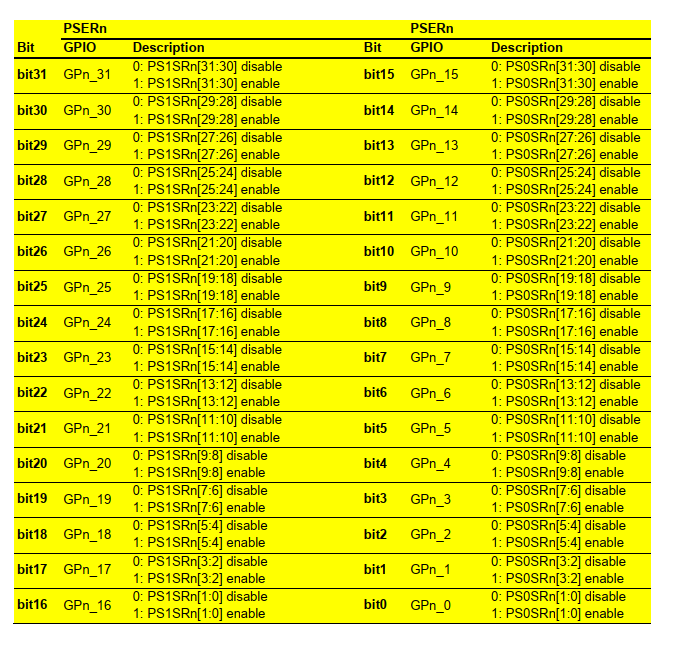 PSERn PSERn
Bit GPIO Description Bit GPIO Description
bit31 GPn_31 0: PS1SRn[31:30] disable bit15 GPn_15 0: PS0SRn[31:30] disable
1: PS1SRn[31:30] enable 1: PS0SRn[31:30] enable
bit30 GPn_30 0: PS1SRn[29:28] disable bit14 GPn_14 0: PS0SRn[29:28] disable
1: PS1SRn[29:28] enable 1: PS0SRn[29:28] enable
bit29 GPn_29 0: PS1SRn[27:26] disable bit13 GPn_13 0: PS0SRn[27:26] disable
1: PS1SRn[27:26] enable 1: PS0SRn[27:26] enable
bit28 GPn_28 0: PS1SRn[25:24] disable bit12 GPn_12 0: PS0SRn[25:24] disable
1: PS1SRn[25:24] enable 1: PS0SRn[25:24] enable
bit27 GPn_27 0: PS1SRn[23:22] disable bit11 GPn_11 0: PS0SRn[23:22] disable
1: PS1SRn[23:22] enable 1: PS0SRn[23:22] enable
bit26 GPn_26 0: PS1SRn[21:20] disable bit10 GPn_10 0: PS0SRn[21:20] disable
1: PS1SRn[21:20] enable 1: PS0SRn[21:20] enable
bit25 GPn_25 0: PS1SRn[19:18] disable bit9 GPn_9 0: PS0SRn[19:18] disable
1: PS1SRn[19:18] enable 1: PS0SRn[19:18] enable
bit24 GPn_24 0: PS1SRn[17:16] disable bit8 GPn_8 0: PS0SRn[17:16] disable
1: PS1SRn[17:16] enable 1: PS0SRn[17:16] enable
bit23 GPn_23 0: PS1SRn[15:14] disable bit7 GPn_7 0: PS0SRn[15:14] disable
1: PS1SRn[15:14] enable 1: PS0SRn[15:14] enable
bit22 GPn_22 0: PS1SRn[13:12] disable bit6 GPn_6 0: PS0SRn[13:12] disable
1: PS1SRn[13:12] enable 1: PS0SRn[13:12] enable
bit21 GPn_21 0: PS1SRn[11:10] disable bit5 GPn_5 0: PS0SRn[11:10] disable
1: PS1SRn[11:10] enable 1: PS0SRn[11:10] enable
bit20 GPn_20 0: PS1SRn[9:8] disable bit4 GPn_4 0: PS0SRn[9:8] disable
1: PS1SRn[9:8] enable 1: PS0SRn[9:8] enable
bit19 GPn_19 0: PS1SRn[7:6] disable bit3 GPn_3 0: PS0SRn[7:6] disable
1: PS1SRn[7:6] enable 1: PS0SRn[7:6] enable
bit18 GPn_18 0: PS1SRn[5:4] disable bit2 GPn_2 0: PS0SRn[5:4] disable
1: PS1SRn[5:4] enable 1: PS0SRn[5:4] enable
bit17 GPn_17 0: PS1SRn[3:2] disable bit1 GPn_1 0: PS0SRn[3:2] disable
1: PS1SRn[3:2] enable 1: PS0SRn[3:2] enable
bit16 GPn_16 0: PS1SRn[1:0] disable bit0 GPn_0 0: PS0SRn[1:0] disable
1: PS1SRn[1:0] enable 1: PS0SRn[1:0] enable